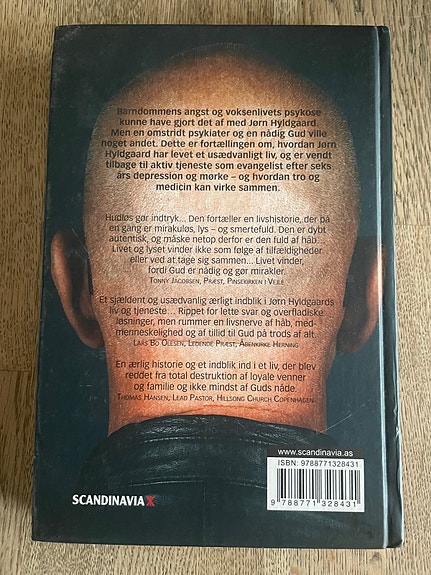 Barndommens angst og voksenlivets psykose
kunne have gjort det af med Jørn Hyldgaard.
Men en omstridt psykiater og en nådig Gud ville
noget andet. Dette er fortællingen om, hvordan Jørn
Hyldgaard har levet et usædvanligt liv, og er vendt
tilbage til aktiv tjeneste som evangelist efter seks
års depression og mørke – og hvordan tro og
medicin kan virke sammen.
Hudløs gør indtryk... Den fortæller en livshistorie, der på
en gang er mirakuløs, lys – og smertefuld. Den er dybt
autentisk, og måske netop derfor er den fuld af håb.
Livet og lyset vinder ikke som følge af tilfældigheder
eller ved at tage sig sammen... Livet vinder,
fordi Gud er nådig og gør mirakler.
Tonny Jacobsen, Præst, Pinsekirken i Vejle
Et sjældent og usædvanlig ærligt indblik i Jørn Hyldgaards
liv og tjeneste... Rippet for lette svar og overfladiske
løsninger, men rummer en livsnerve af håb, med-
menneskelighed og af tillid til Gud på trods af alt.
Lars Bo Olesen, Ledende Præst, Åbenkirke Herning
En ærlig historie og et indblik ind i et liv, der blev
reddet fra total destruktion af loyale venner
og familie og ikke mindst af Guds nåde.
Thomas Hansen, Lead Pastor, Hillsong Church Copenhagen
www.scandinavia.as
ISBN: 9788771328431
9 788771 328431
SCANDINAVIA